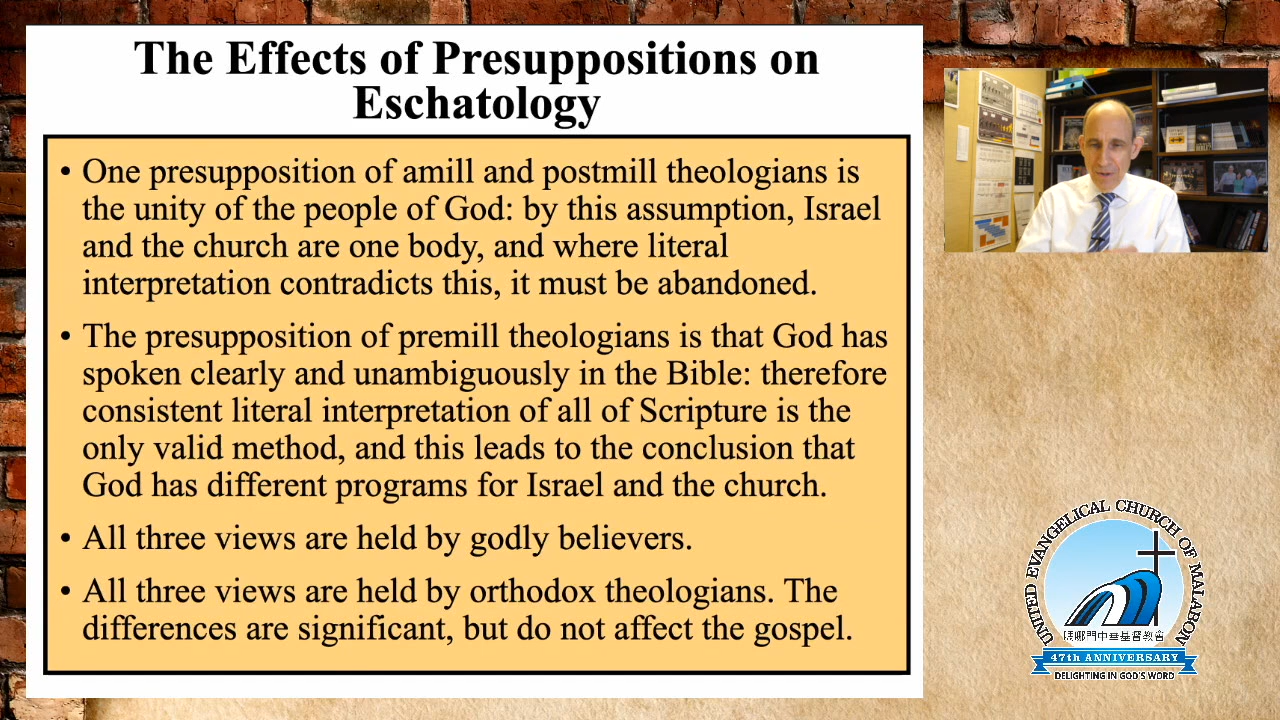 The Effects of Presuppositions on
Eschatology
• One presupposition of amill and postmill theologians is
the unity of the people of God: by this assumption, Israel
and the church are one body, and where literal
interpretation contradicts this, it must be abandoned.
• The presupposition of premill theologians is that God has
spoken clearly and unambiguously in the Bible: therefore
consistent literal interpretation of all of Scripture is the
only valid method, and this leads to the conclusion that
God has different programs for Israel and the church.
• All three views are held by godly believers.
• All three views are held by orthodox theologians. The
differences are significant, but do not affect the gospel.
UNITED EVANGELICAL CHURCH OF MALABON
中華基督教會
47th ANNIVERSARY
DELIGHTING IN GOD'S WORD